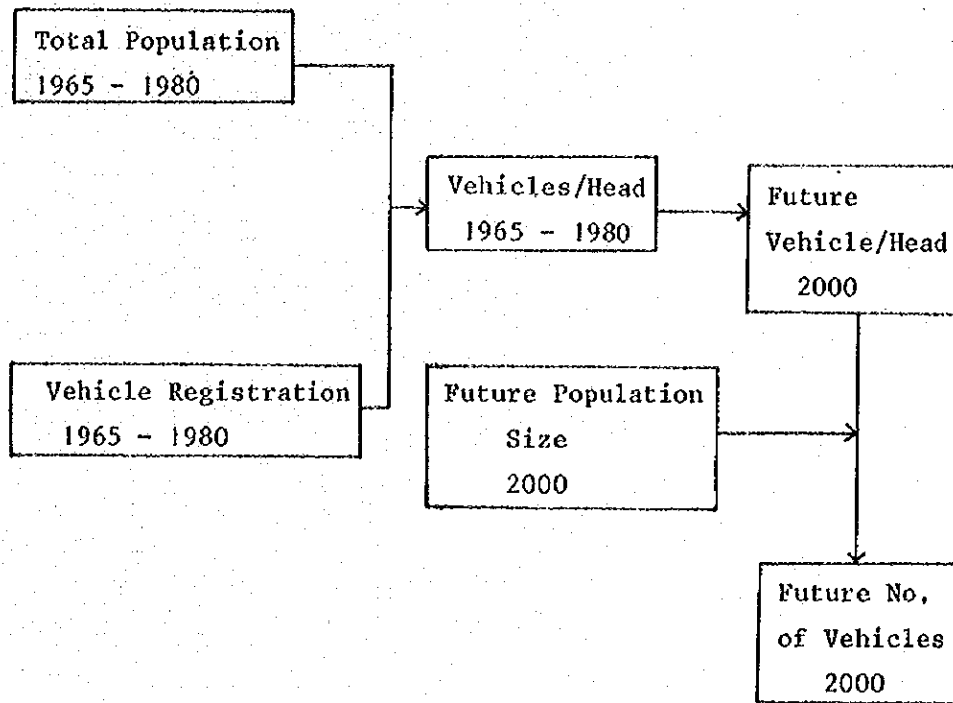 Total Population
1965 - 1980
Vehicles/Head
1965 - 1980
Future
Vehicle/Head
2000
Vehicle Registration
1965 - 1980
Future Population
Size
2000
Future No.
of Vehicles
2000